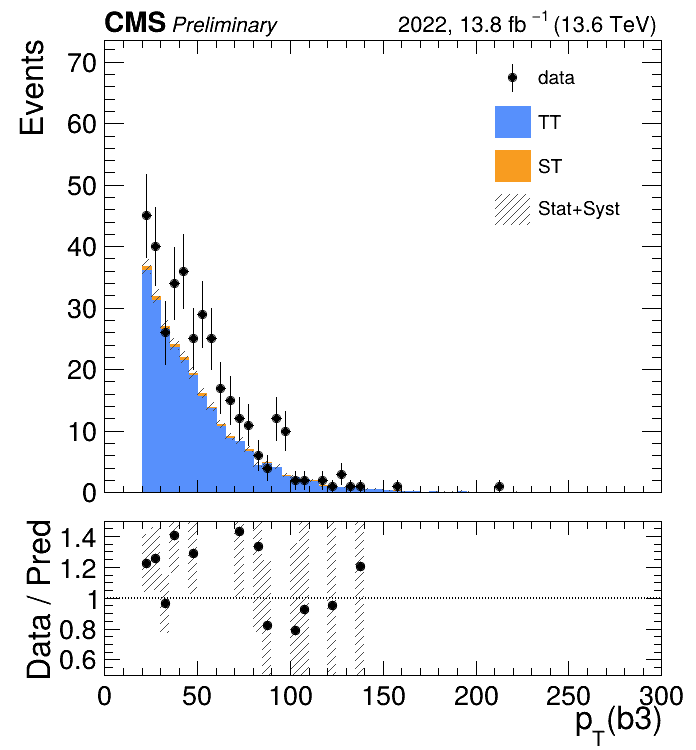 CMS Preliminary 2022, 13.8 fb⁻¹ (13.6 TeV)
Events
70
60
50
40
30
20
10
0
data
TT
ST
Stat+Syst
Data / Pred
1.4
1.2
1
0.8
0.6
0 50 100 150 200 250 300
p_T(b3)